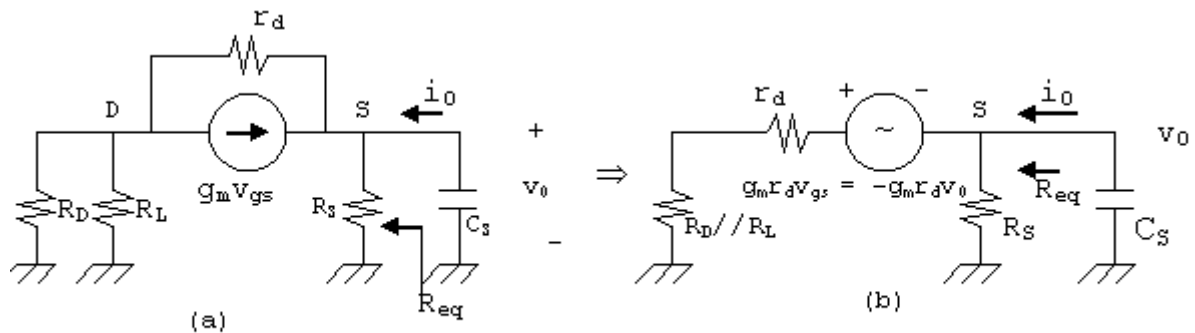 r_d
D
S
i_0
+
g_m v_gs
R_D
R_L
R_S
C_S
v_0
−
R_eq
(a)
⇒
r_d
+
−
~
S
i_0
v_0
g_m r_d v_gs = -g_m r_d v_0
R_eq
R_D//R_L
R_S
C_S
(b)